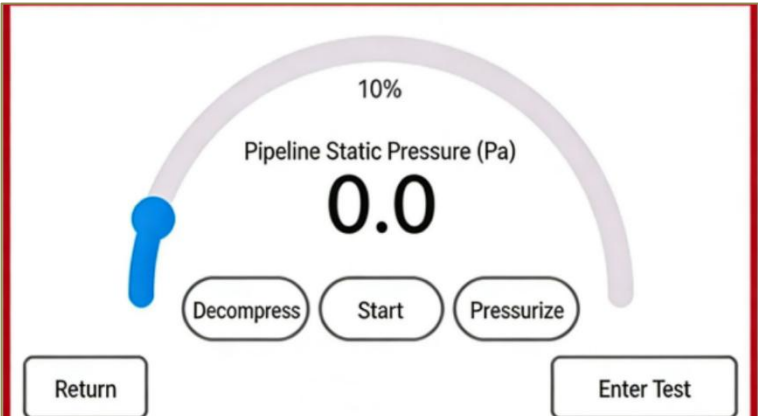 10%
Pipeline Static Pressure (Pa)
0.0
Decompress Start Pressurize
Return Enter Test